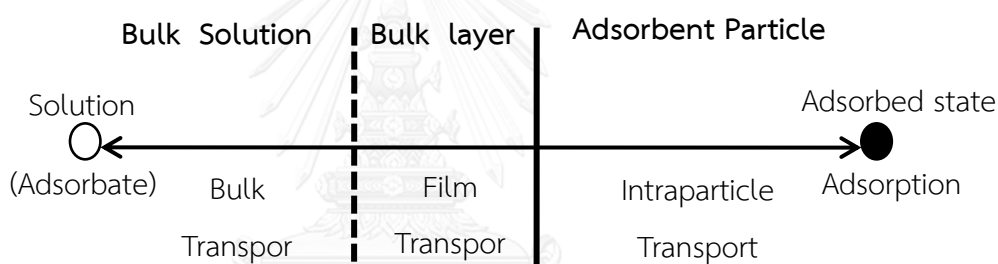 Bulk Solution
Bulk layer
Adsorbent Particle
Solution
(Adsorbate)
Adsorbed state
Adsorption
Bulk
Transpor
Film
Transpor
Intraparticle
Transport